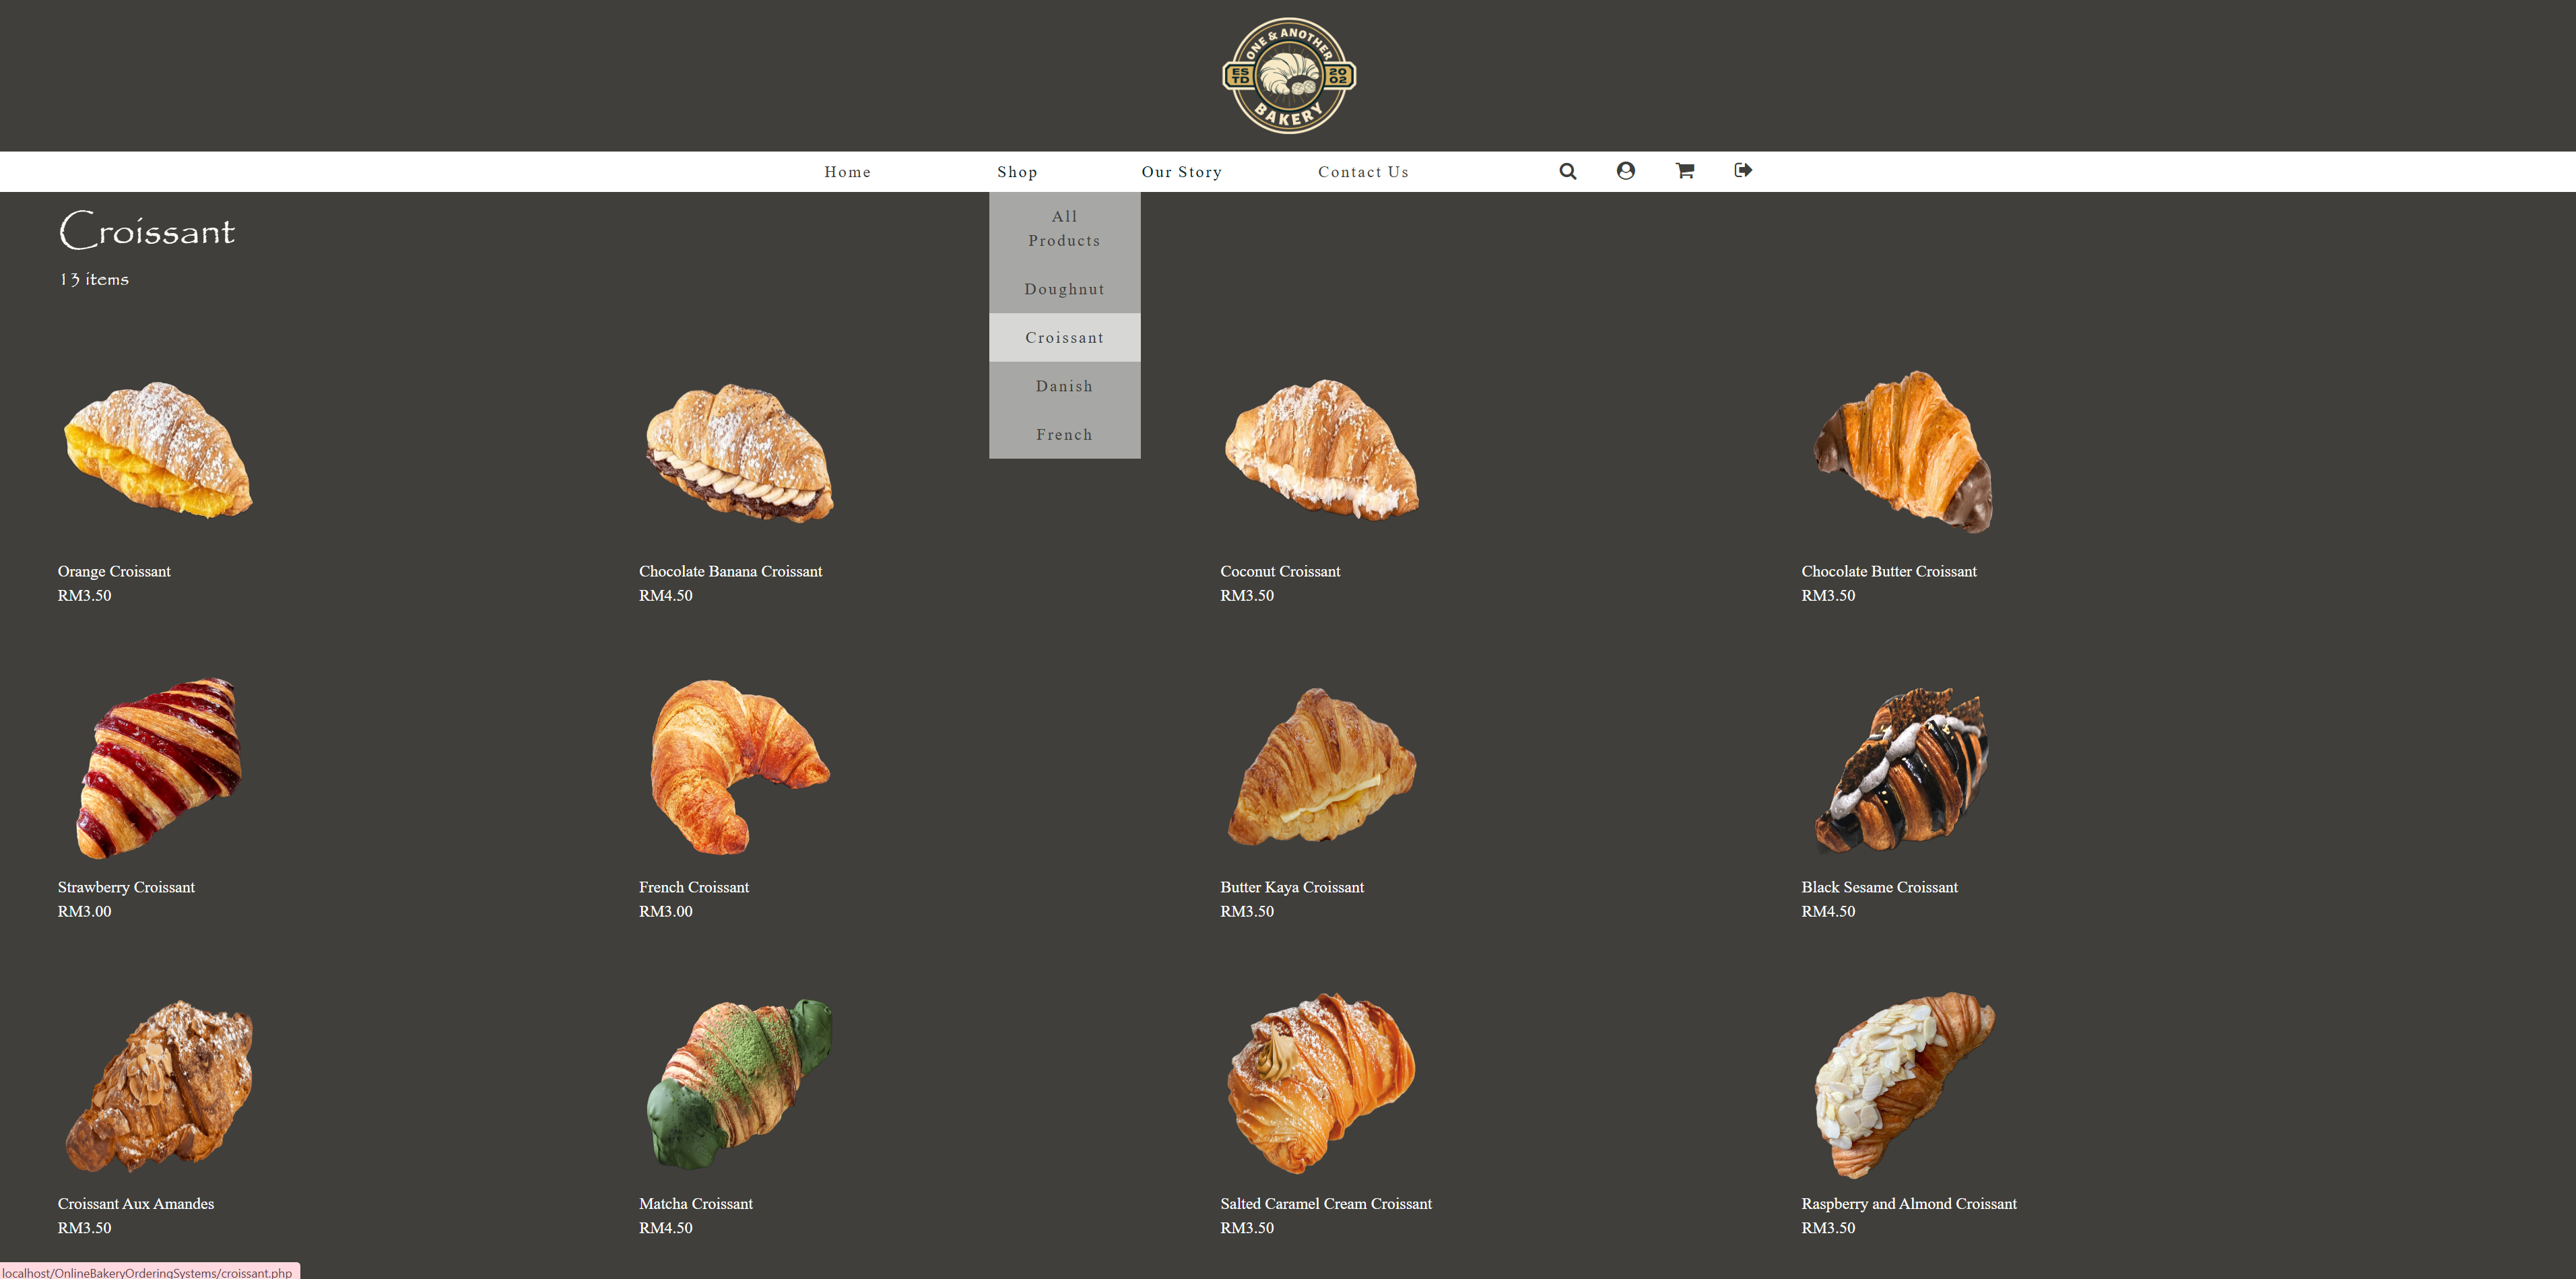 ONE & ANOTHER
ES TD
20 02
BAKERY
Home Shop Our Story Contact Us
All
Products
Doughnut
Croissant
Danish
French
Croissant
13 items
Orange Croissant
RM3.50
Chocolate Banana Croissant
RM4.50
Coconut Croissant
RM3.50
Chocolate Butter Croissant
RM3.50
Strawberry Croissant
RM3.00
French Croissant
RM3.00
Butter Kaya Croissant
RM3.50
Black Sesame Croissant
RM4.50
Croissant Aux Amandes
RM3.50
Matcha Croissant
RM4.50
Salted Caramel Cream Croissant
RM3.50
Raspberry and Almond Croissant
RM3.50
localhost/OnlineBakeryOrderingSystems/croissant.php